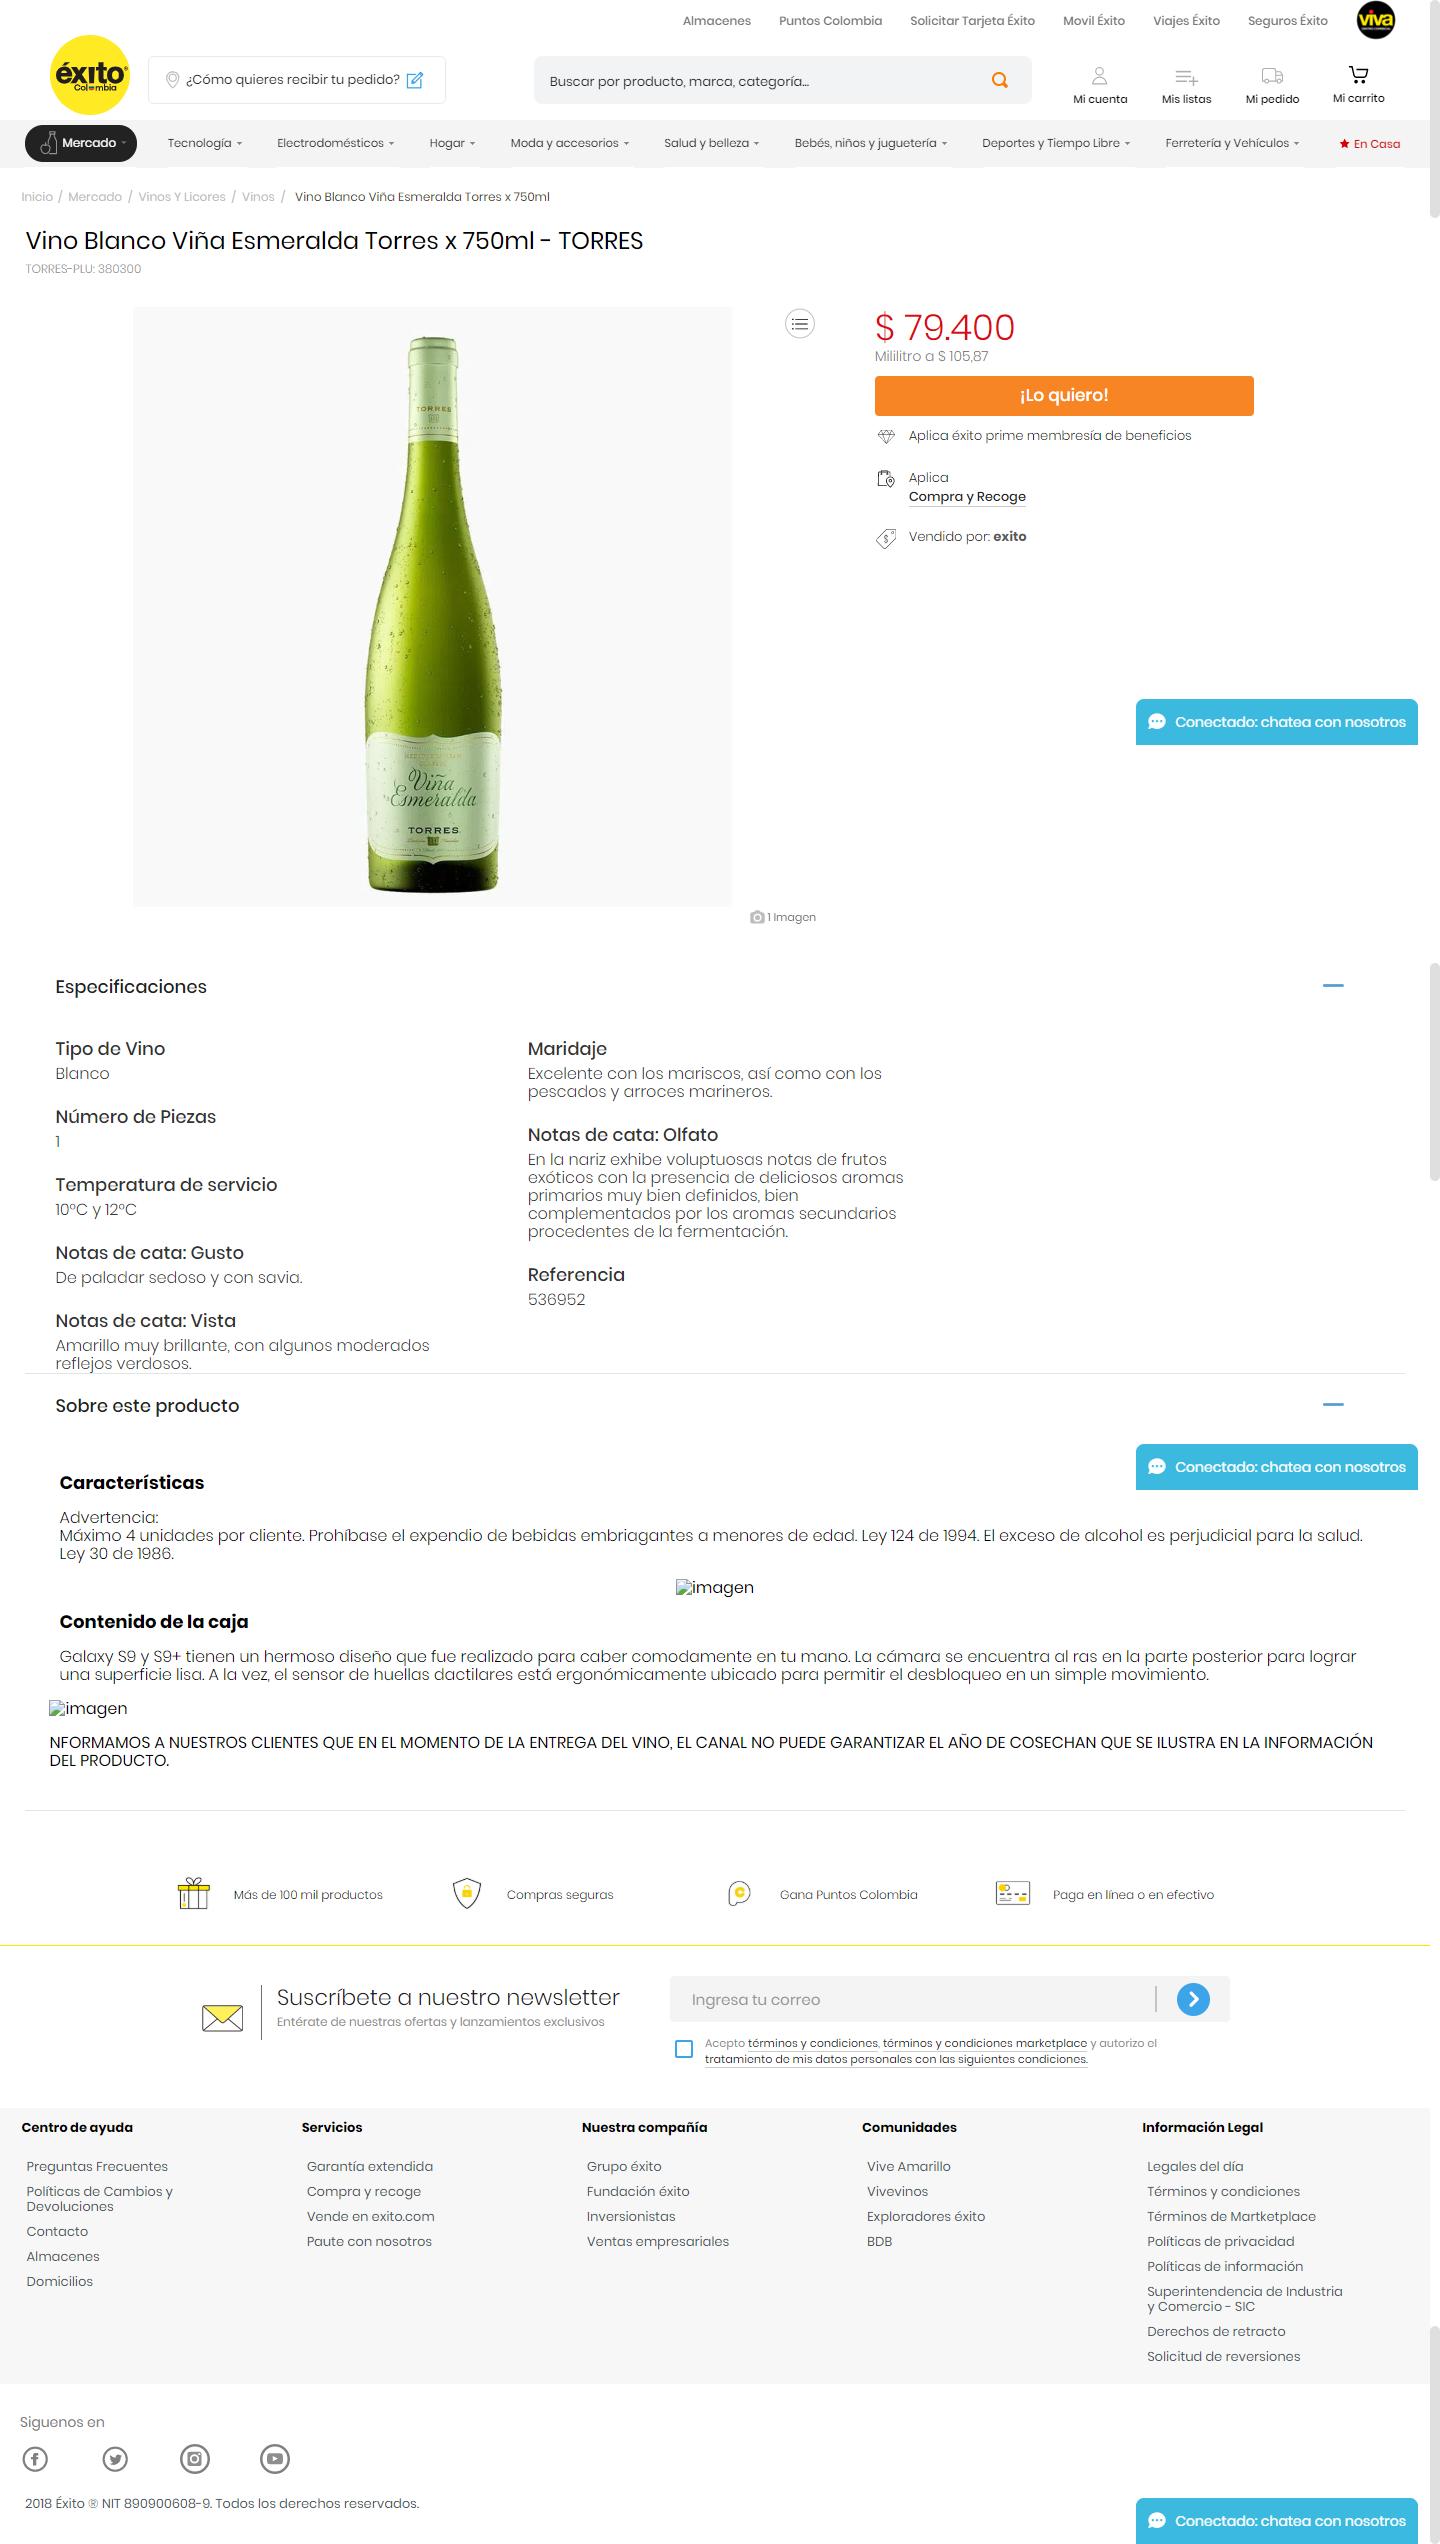 Almacenes Puntos Colombia Solicitar Tarjeta Éxito Movil Éxito Viajes Éxito Seguros Éxito viva
éxito
Colombia
¿Cómo quieres recibir tu pedido?
Buscar por producto, marca, categoría...
Mi cuenta Mis listas Mi pedido Mi carrito
Mercado Tecnología Electrodomésticos Hogar Moda y accesorios Salud y belleza Bebés, niños y juguetería Deportes y Tiempo Libre Ferretería y Vehículos En Casa
Inicio / Mercado / Vinos Y Licores / Vinos / Vino Blanco Viña Esmeralda Torres x 750ml
Vino Blanco Viña Esmeralda Torres x 750ml - TORRES
TORRES-PLU: 380300
TORRES
Viña
Esmeralda
TORRES
$ 79.400
Mililitro a $ 105,87
¡Lo quiero!
Aplica éxito prime membresía de beneficios
Aplica
Compra y Recoge
Vendido por: exito
Conectado: chatea con nosotros
1 Imagen
Especificaciones
Tipo de Vino
Blanco
Número de Piezas
1
Temperatura de servicio
10°C y 12°C
Notas de cata: Gusto
De paladar sedoso y con savia.
Notas de cata: Vista
Amarillo muy brillante, con algunos moderados
reflejos verdosos.
Maridaje
Excelente con los mariscos, así como con los
pescados y arroces marineros.
Notas de cata: Olfato
En la nariz exhibe voluptuosas notas de frutos
exóticos con la presencia de deliciosos aromas
primarios muy bien definidos, bien
complementados por los aromas secundarios
procedentes de la fermentación.
Referencia
536952
Sobre este producto
Conectado: chatea con nosotros
Características
Advertencia:
Máximo 4 unidades por cliente. Prohíbase el expendio de bebidas embriagantes a menores de edad. Ley 124 de 1994. El exceso de alcohol es perjudicial para la salud.
Ley 30 de 1986.
imagen
Contenido de la caja
Galaxy S9 y S9+ tienen un hermoso diseño que fue realizado para caber comodamente en tu mano. La cámara se encuentra al ras en la parte posterior para lograr
una superficie lisa. A la vez, el sensor de huellas dactilares está ergonómicamente ubicado para permitir el desbloqueo en un simple movimiento.
imagen
NFORMAMOS A NUESTROS CLIENTES QUE EN EL MOMENTO DE LA ENTREGA DEL VINO, EL CANAL NO PUEDE GARANTIZAR EL AÑO DE COSECHAN QUE SE ILUSTRA EN LA INFORMACIÓN
DEL PRODUCTO.
Más de 100 mil productos Compras seguras Gana Puntos Colombia Paga en línea o en efectivo
Suscríbete a nuestro newsletter
Entérate de nuestras ofertas y lanzamientos exclusivos
Ingresa tu correo
Acepto términos y condiciones, términos y condiciones marketplace y autorizo el
tratamiento de mis datos personales con las siguientes condiciones.
Centro de ayuda
Preguntas Frecuentes
Políticas de Cambios y
Devoluciones
Contacto
Almacenes
Domicilios
Servicios
Garantía extendida
Compra y recoge
Vende en exito.com
Paute con nosotros
Nuestra compañía
Grupo éxito
Fundación éxito
Inversionistas
Ventas empresariales
Comunidades
Vive Amarillo
Vivevinos
Exploradores éxito
BDB
Información Legal
Legales del día
Términos y condiciones
Términos de Martketplace
Políticas de privacidad
Políticas de información
Superintendencia de Industria
y Comercio - SIC
Derechos de retracto
Solicitud de reversiones
Siguenos en
2018 Éxito ® NIT 890900608-9. Todos los derechos reservados.
Conectado: chatea con nosotros